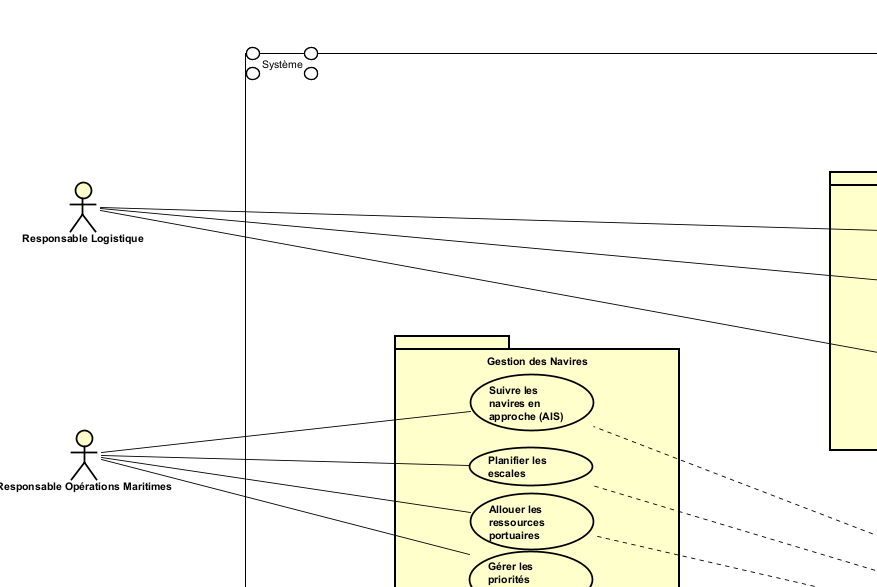 Système
Responsable Logistique
Gestion des Navires
Suivre les
navires en
approche (AIS)
Planifier les
escales
Responsable Opérations Maritimes
Allouer les
ressources
portuaires
Gérer les
priorités